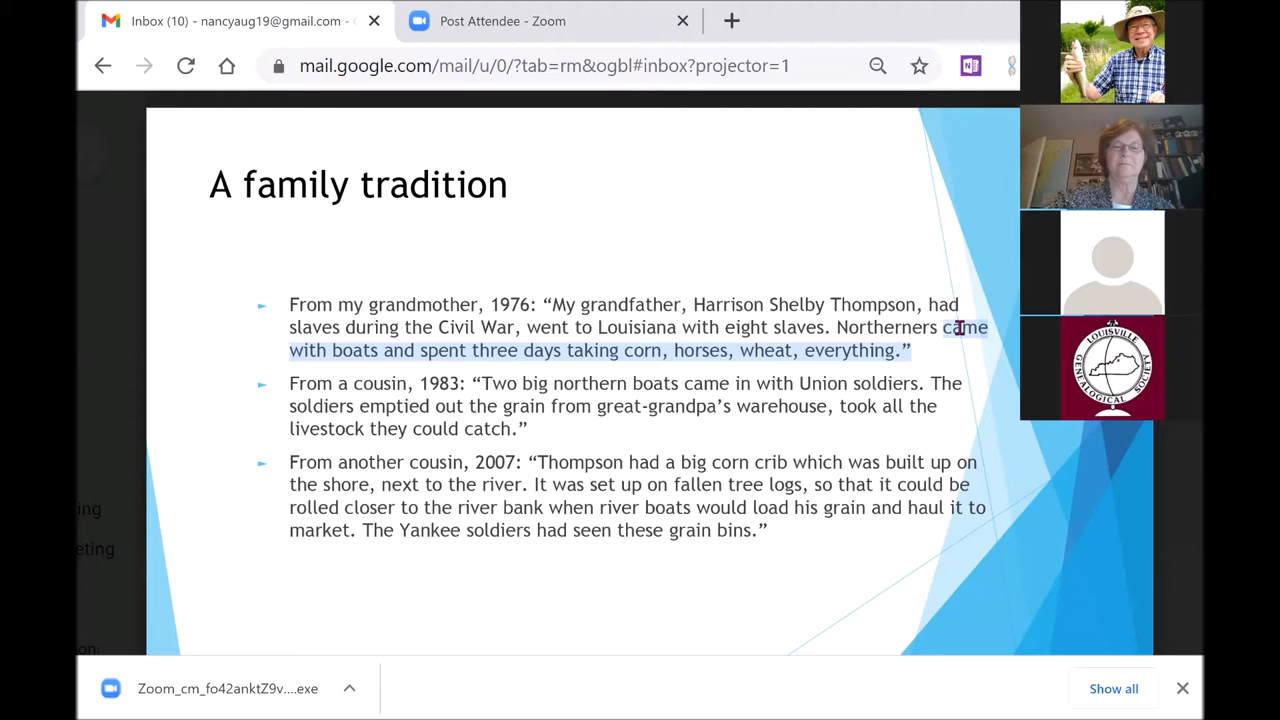 Inbox (10) - nancyaug19@gmail.com -
Post Attendee - Zoom
mail.google.com/mail/u/0/?tab=rm&ogbl#inbox?projector=1
A family tradition
► From my grandmother, 1976: “My grandfather, Harrison Shelby Thompson, had
slaves during the Civil War, went to Louisiana with eight slaves. Northerners came
with boats and spent three days taking corn, horses, wheat, everything.”
► From a cousin, 1983: “Two big northern boats came in with Union soldiers. The
soldiers emptied out the grain from great-grandpa’s warehouse, took all the
livestock they could catch.”
► From another cousin, 2007: “Thompson had a big corn crib which was built up on
the shore, next to the river. It was set up on fallen tree logs, so that it could be
rolled closer to the river bank when river boats would load his grain and haul it to
market. The Yankee soldiers had seen these grain bins.”
LOUISVILLE
GENEALOGICAL SOCIETY
ing
eting
on:
Zoom_cm_fo42anktZ9v....exe
Show all